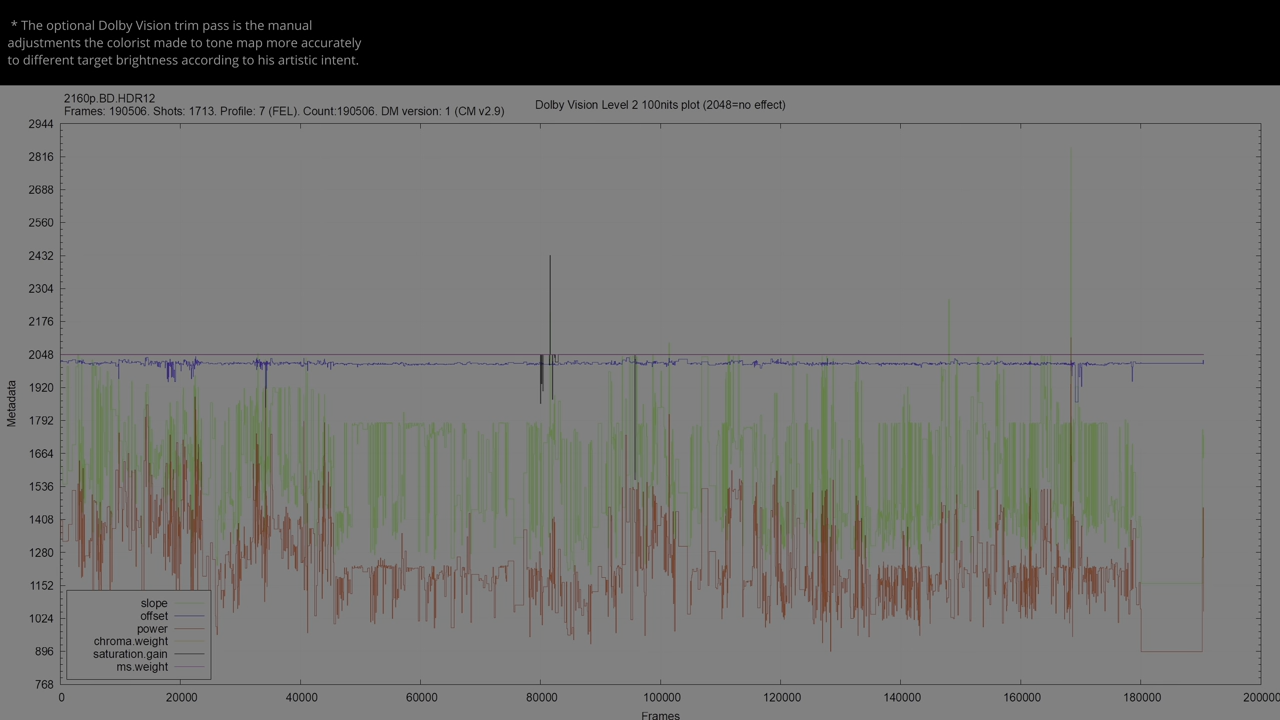 * The optional Dolby Vision trim pass is the manual
adjustments the colorist made to tone map more accurately
to different target brightness according to his artistic intent.
2160p.BD.HDR12
Frames: 190506. Shots: 1713. Profile: 7 (FEL). Count:190506. DM version: 1 (CM v2.9)
Dolby Vision Level 2 100nits plot (2048=no effect)
2944
2816
2688
2560
2432
2304
2176
2048
1920
1792
1664
1536
1408
1280
1152
1024
896
768
Metadata
slope
offset
power
chroma.weight
saturation.gain
ms.weight
0 20000 40000 60000 80000 100000 120000 140000 160000 180000 200000
Frames